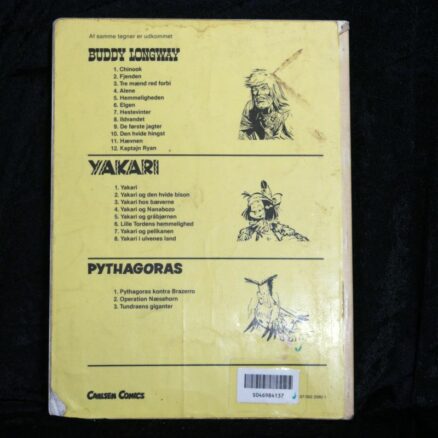 Af samme tegner er udkommet
BUDDY LONGWAY
1. Chinook
2. Fjenden
3. Tre mænd red forbi
4. Alene
5. Hemmeligheden
6. Elgen
7. Hestevinter
8. Ildvandet
9. De første jagter
10. Den hvide hingst
11. Hævnen
12. Kaptajn Ryan
YAKARI
1. Yakari
2. Yakari og den hvide bison
3. Yakari hos bæverne
4. Yakari og Nanabozo
5. Yakari og gråbjørnen
6. Lille Tordens hemmelighed
7. Yakari og pelikanen
8. Yakari i ulvenes land
PYTHAGORAS
1. Pythagoras kontra Brazerro
2. Operation Næsehorn
3. Tundraens giganter
CARLSEN COMICS
5046984137